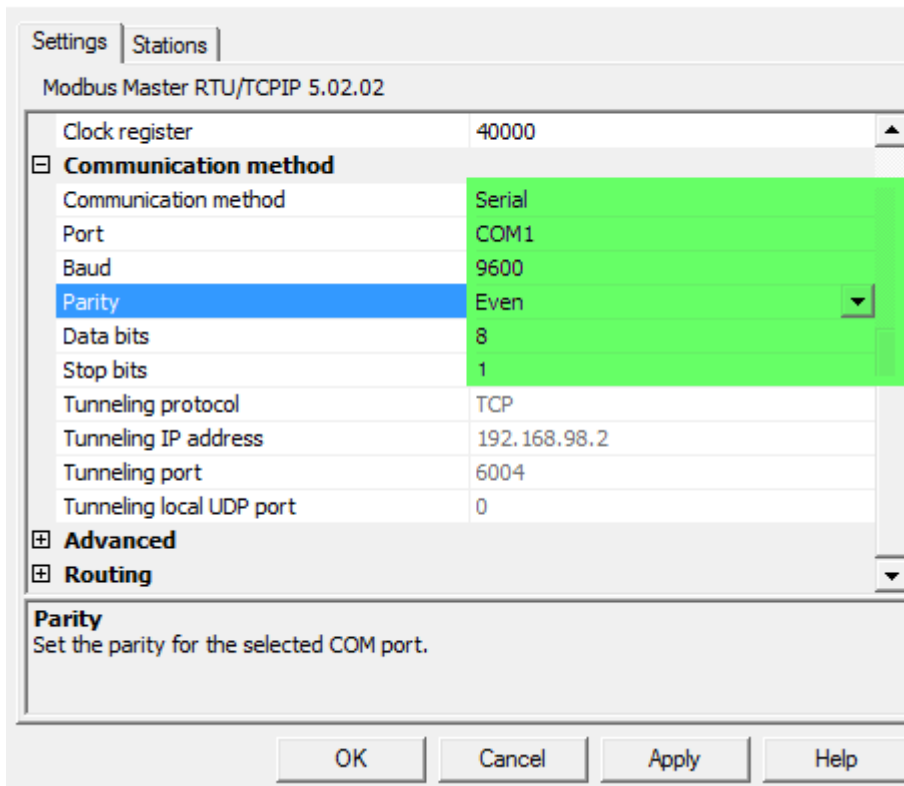 Settings Stations
Modbus Master RTU/TCPIP 5.02.02
Clock register 40000
Communication method
Communication method Serial
Port COM1
Baud 9600
Parity Even
Data bits 8
Stop bits 1
Tunneling protocol TCP
Tunneling IP address 192.168.98.2
Tunneling port 6004
Tunneling local UDP port 0
Advanced
Routing
Parity
Set the parity for the selected COM port.
OK Cancel Apply Help